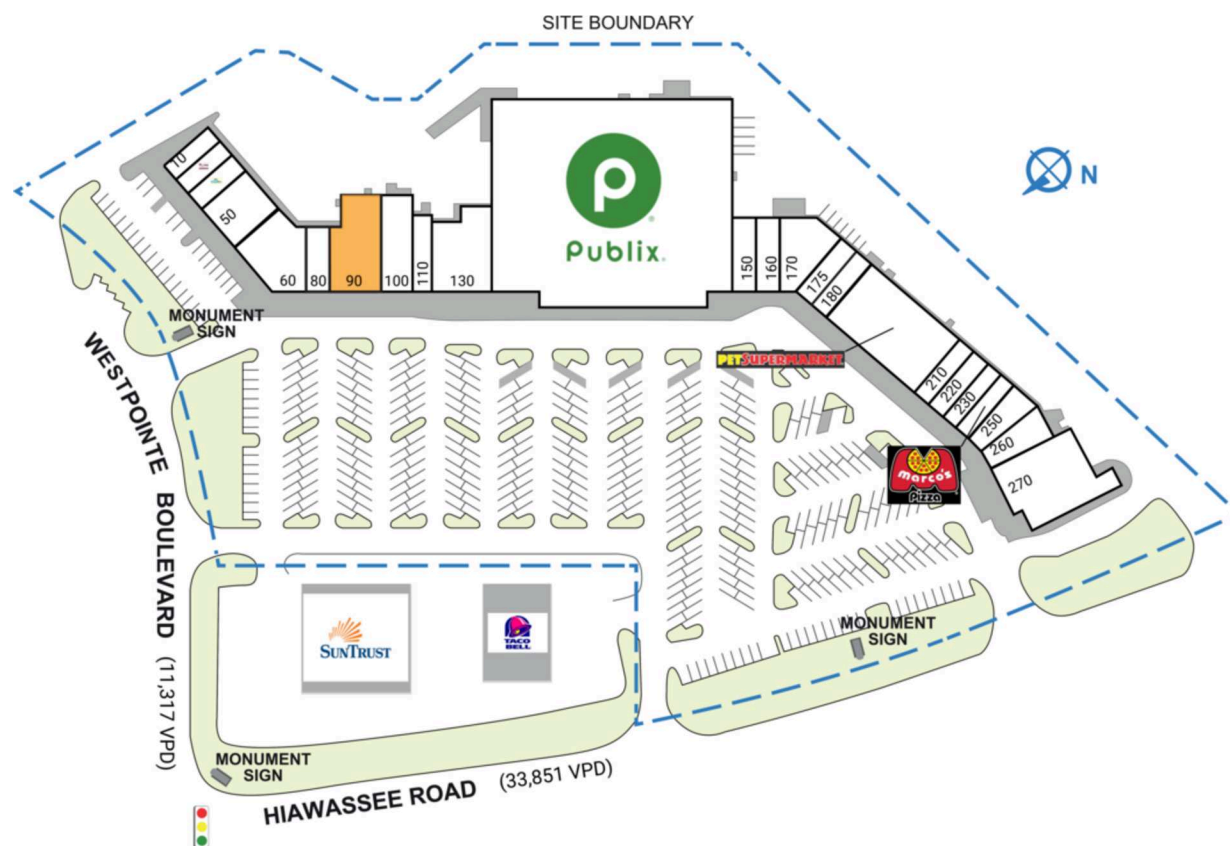 SITE BOUNDARY
N
Publix
10
50
60
80
90
100
110
130
150
160
170
175
180
PETSUPERMARKET
210
220
230
250
260
270
marco's
Pizza
MONUMENT
SIGN
WESTPOINTE BOULEVARD (11,317 VPD)
SUNTRUST
TACO
BELL
MONUMENT
SIGN
MONUMENT
SIGN
HIAWASSEE ROAD (33,851 VPD)